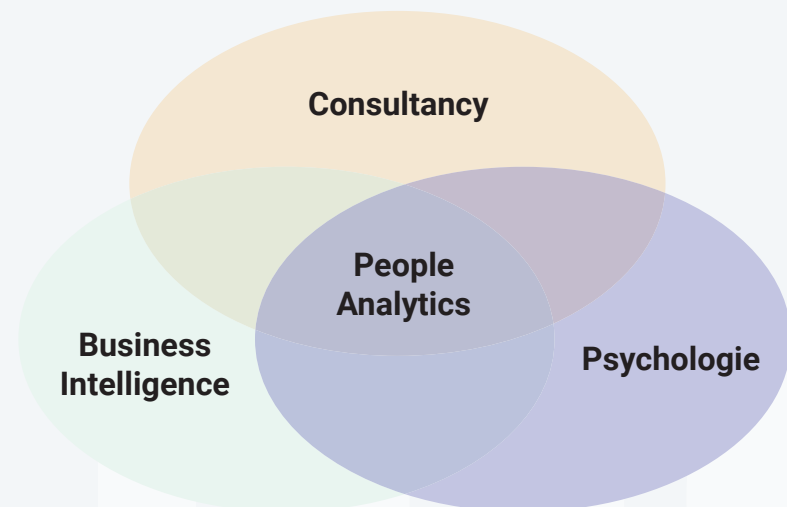 Consultancy
People
Analytics
Business
Intelligence
Psychologie